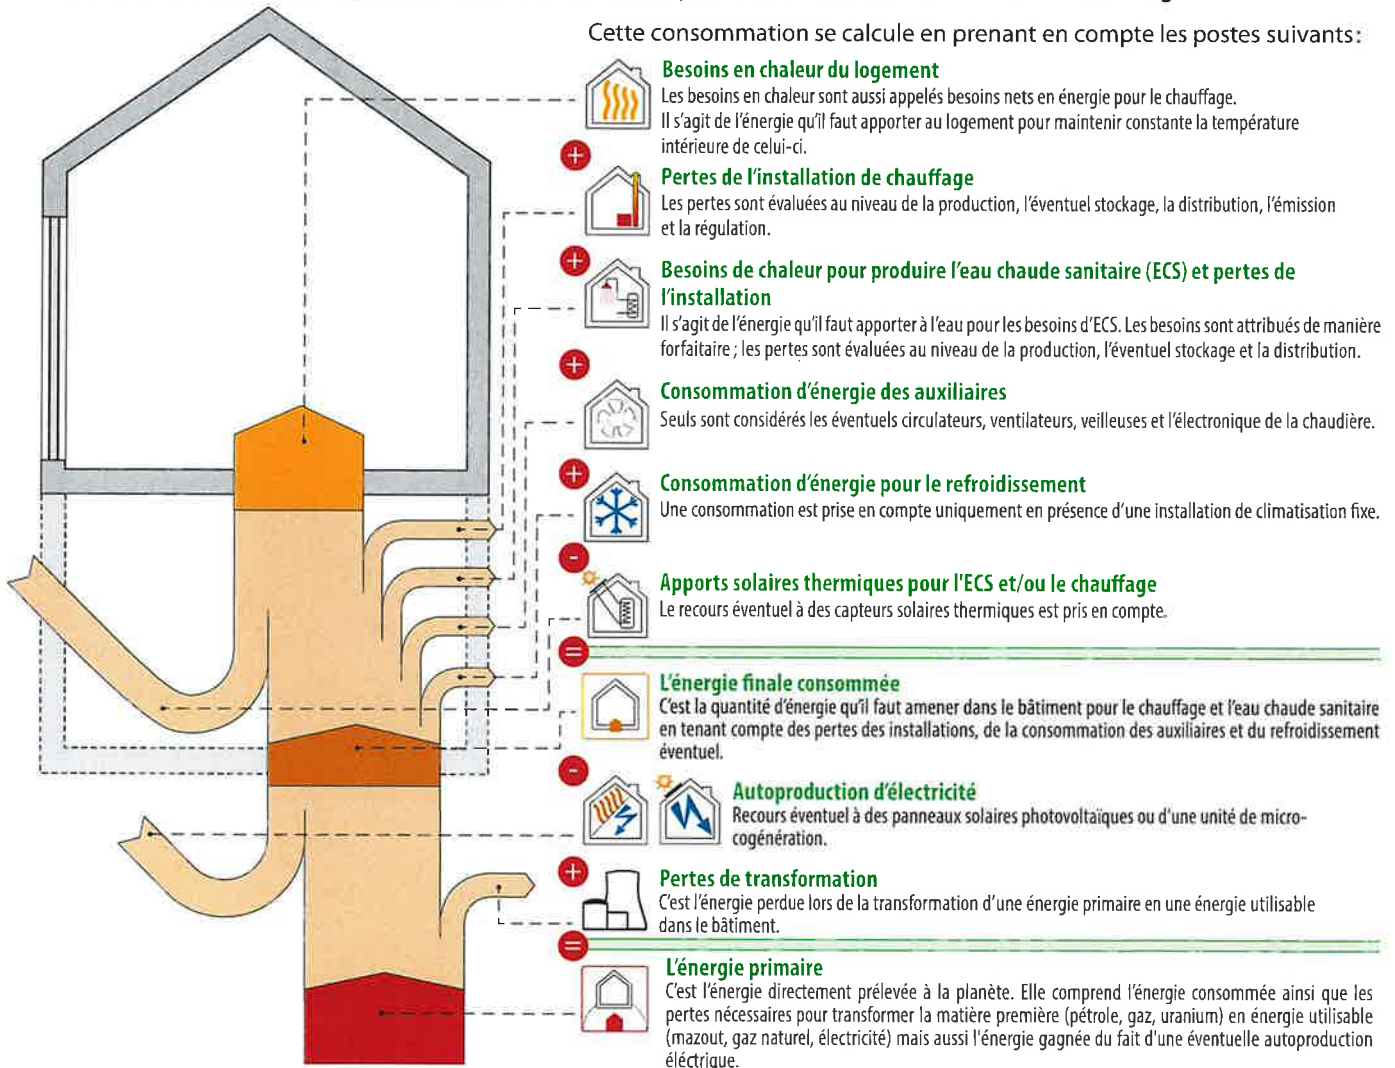 Cette consommation se calcule en prenant en compte les postes suivants:
Besoins en chaleur du logement
Les besoins en chaleur sont aussi appelés besoins nets en énergie pour le chauffage.
Il s'agit de l'énergie qu'il faut apporter au logement pour maintenir constante la température
intérieure de celui-ci.
+
Pertes de l'installation de chauffage
Les pertes sont évaluées au niveau de la production, l'éventuel stockage, la distribution, l'émission
et la régulation.
+
Besoins de chaleur pour produire l'eau chaude sanitaire (ECS) et pertes de
l'installation
Il s'agit de l'énergie qu'il faut apporter à l'eau pour les besoins d'ECS. Les besoins sont attribués de manière
forfaitaire ; les pertes sont évaluées au niveau de la production, l'éventuel stockage et la distribution.
+
Consommation d'énergie des auxiliaires
Seuls sont considérés les éventuels circulateurs, ventilateurs, veilleuses et l'électronique de la chaudière.
+
Consommation d'énergie pour le refroidissement
Une consommation est prise en compte uniquement en présence d'une installation de climatisation fixe.
-
Apports solaires thermiques pour l'ECS et/ou le chauffage
Le recours éventuel à des capteurs solaires thermiques est pris en compte.
=
L'énergie finale consommée
C'est la quantité d'énergie qu'il faut amener dans le bâtiment pour le chauffage et l'eau chaude sanitaire
en tenant compte des pertes des installations, de la consommation des auxiliaires et du refroidissement
éventuel.
-
Autoproduction d'électricité
Recours éventuel à des panneaux solaires photovoltaïques ou d'une unité de micro-
cogénération.
+
Pertes de transformation
C'est l'énergie perdue lors de la transformation d'une énergie primaire en une énergie utilisable
dans le bâtiment.
=
L'énergie primaire
C'est l'énergie directement prélevée à la planète. Elle comprend l'énergie consommée ainsi que les
pertes nécessaires pour transformer la matière première (pétrole, gaz, uranium) en énergie utilisable
(mazout, gaz naturel, électricité) mais aussi l'énergie gagnée du fait d'une éventuelle autoproduction
éléctrique.